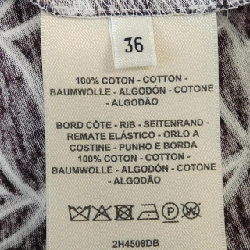 36
100% COTON - COTTON -
BAUMWOLLE - ALGODÓN - COTONE
- ALGODÃO
BORD CÔTE - RIB - SEITENRAND -
REMATE ELÁSTICO - ORLO A
COSTINE - PUNHO E BORDA
100% COTON - COTTON -
BAUMWOLLE - ALGODÓN - COTONE
- ALGODÃO
P
2H4508DB